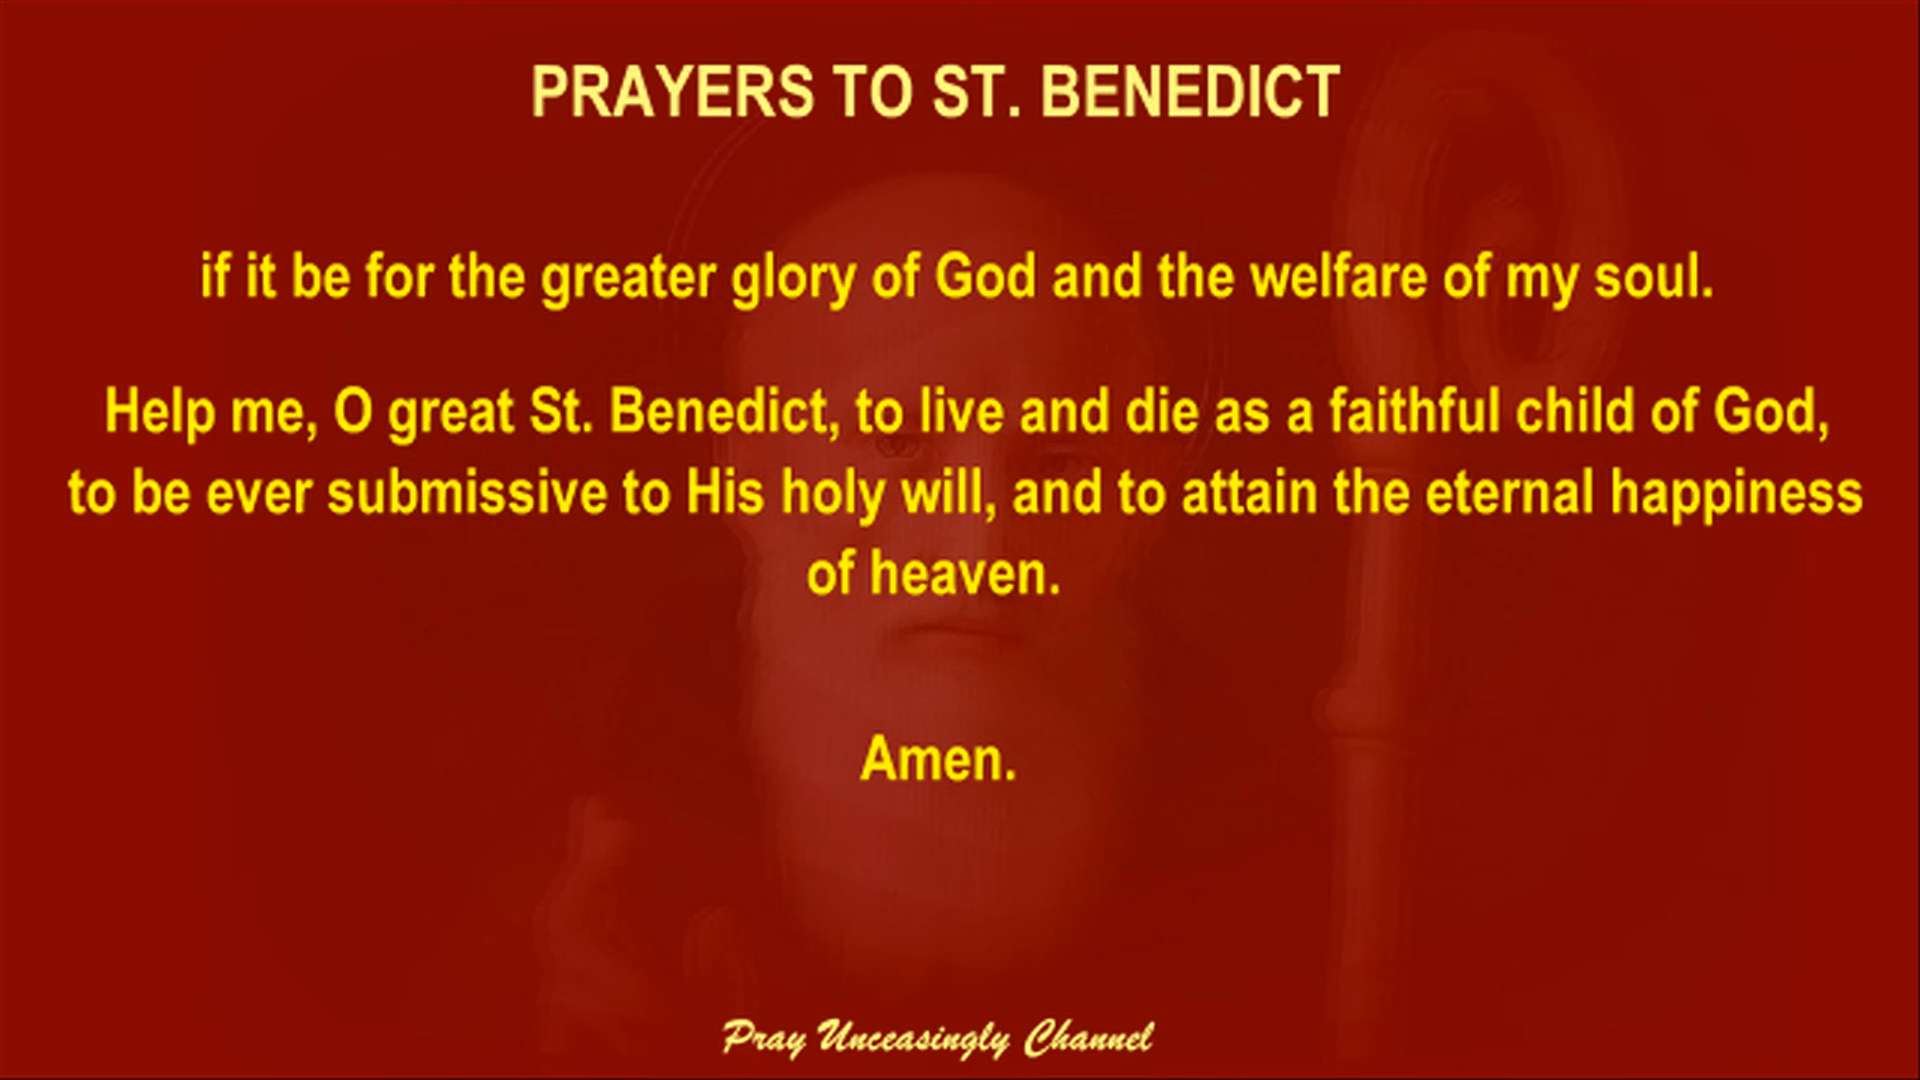 PRAYERS TO ST. BENEDICT
if it be for the greater glory of God and the welfare of my soul.
Help me, O great St. Benedict, to live and die as a faithful child of God,
to be ever submissive to His holy will, and to attain the eternal happiness
of heaven.
Amen.
Pray Unceasingly Channel